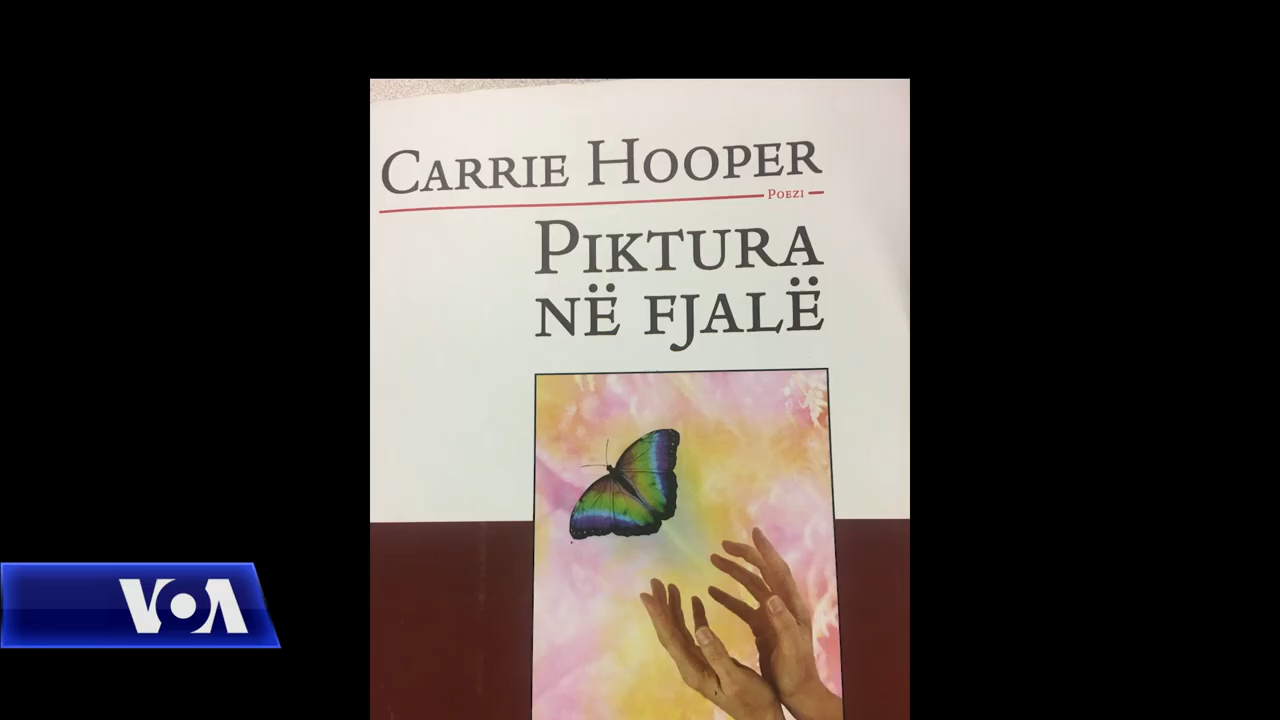 CARRIE HOOPER
POEZI
PIKTURA
NË FJALË
VOA